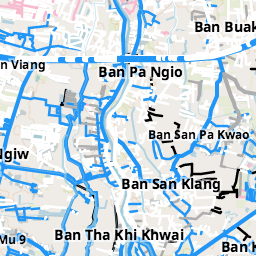 Ban Buak
n Viang
Ban Pa Ngio
Ban San Pa Kwao
Ngiw
Ban San Klang
Ban Tha Khi Khwai
Mu 9
Ban K